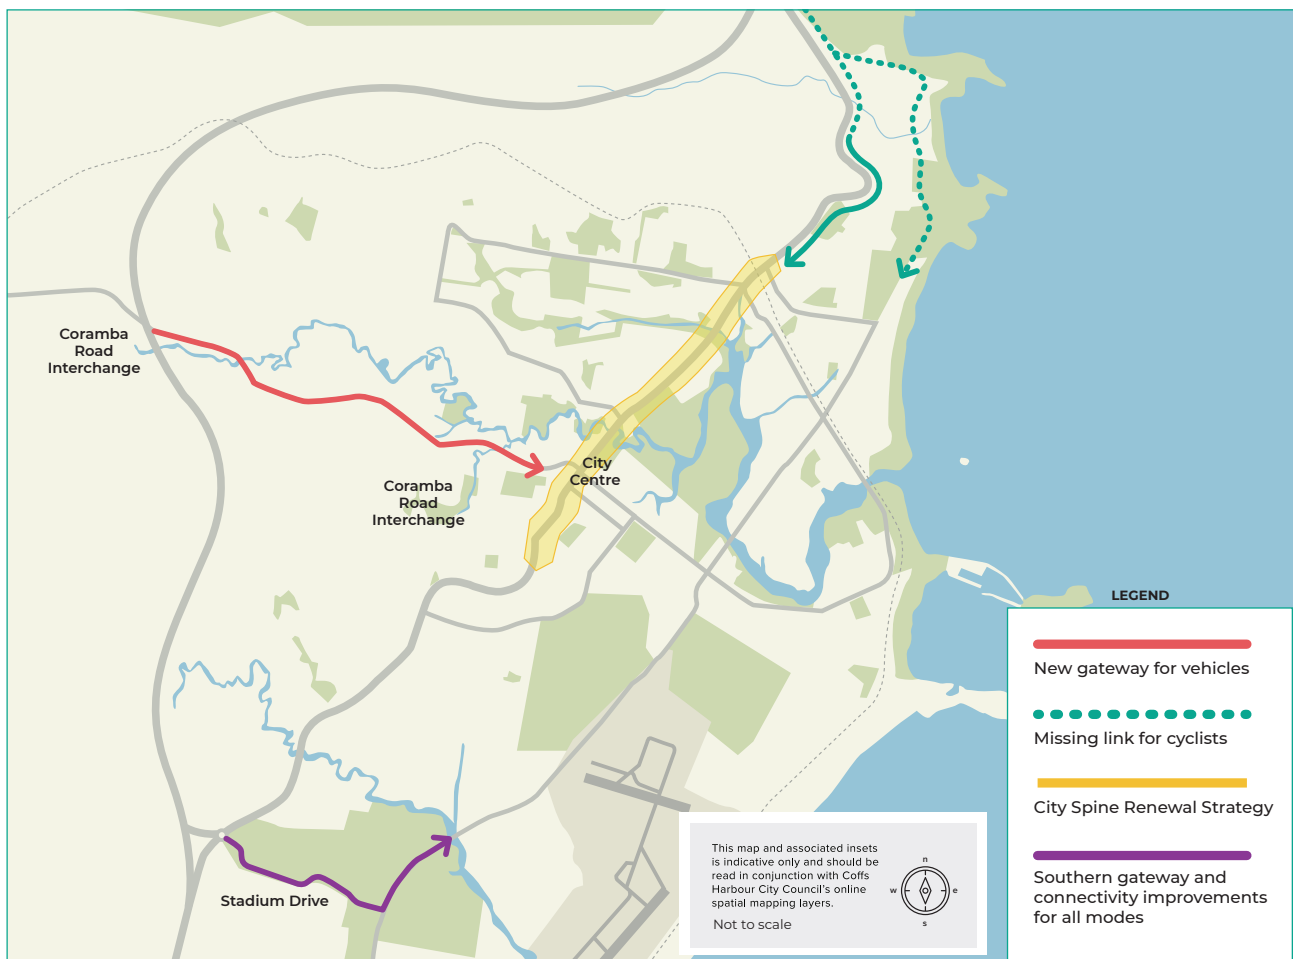 Coramba
Road
Interchange
City
Centre
Coramba
Road
Interchange
Stadium Drive
LEGEND
New gateway for vehicles
Missing link for cyclists
City Spine Renewal Strategy
Southern gateway and
connectivity improvements
for all modes
This map and associated insets
is indicative only and should be
read in conjunction with Coffs
Harbour City Council's online
spatial mapping layers.
Not to scale
n
w
e
s